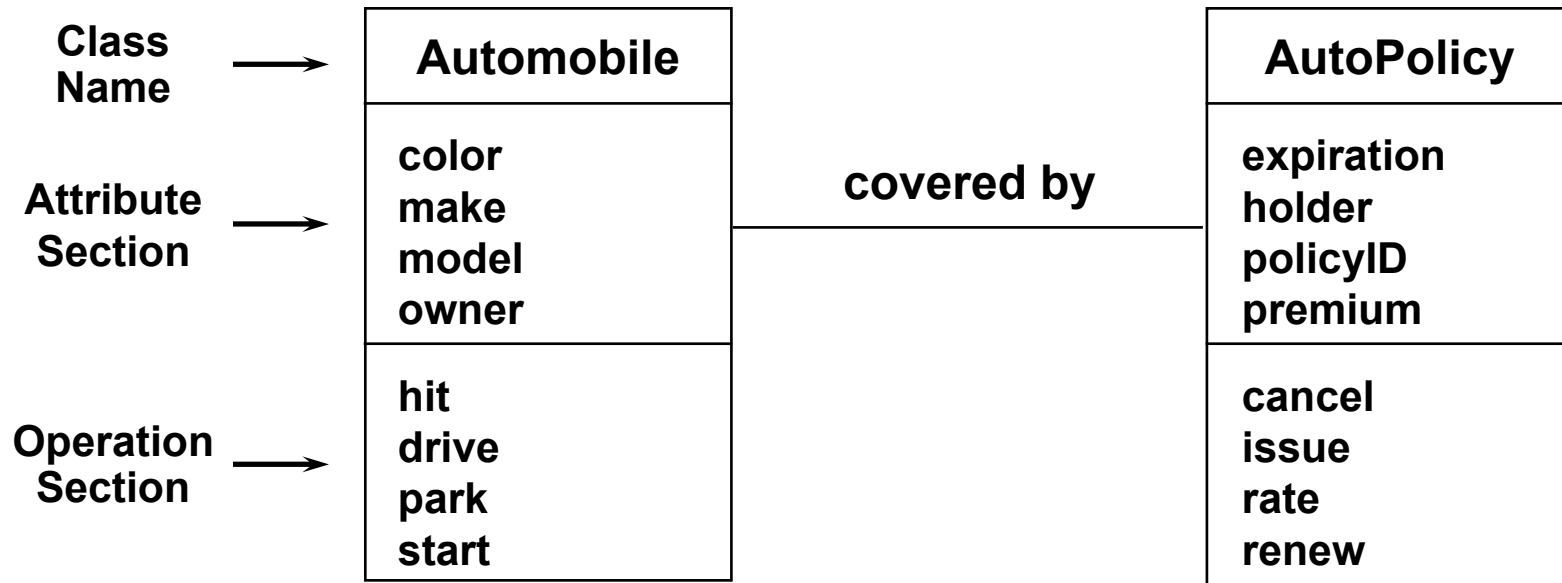 Class
Name
Automobile
AutoPolicy
Attribute
Section
color
make
model
owner
covered by
expiration
holder
policyID
premium
Operation
Section
hit
drive
park
start
cancel
issue
rate
renew